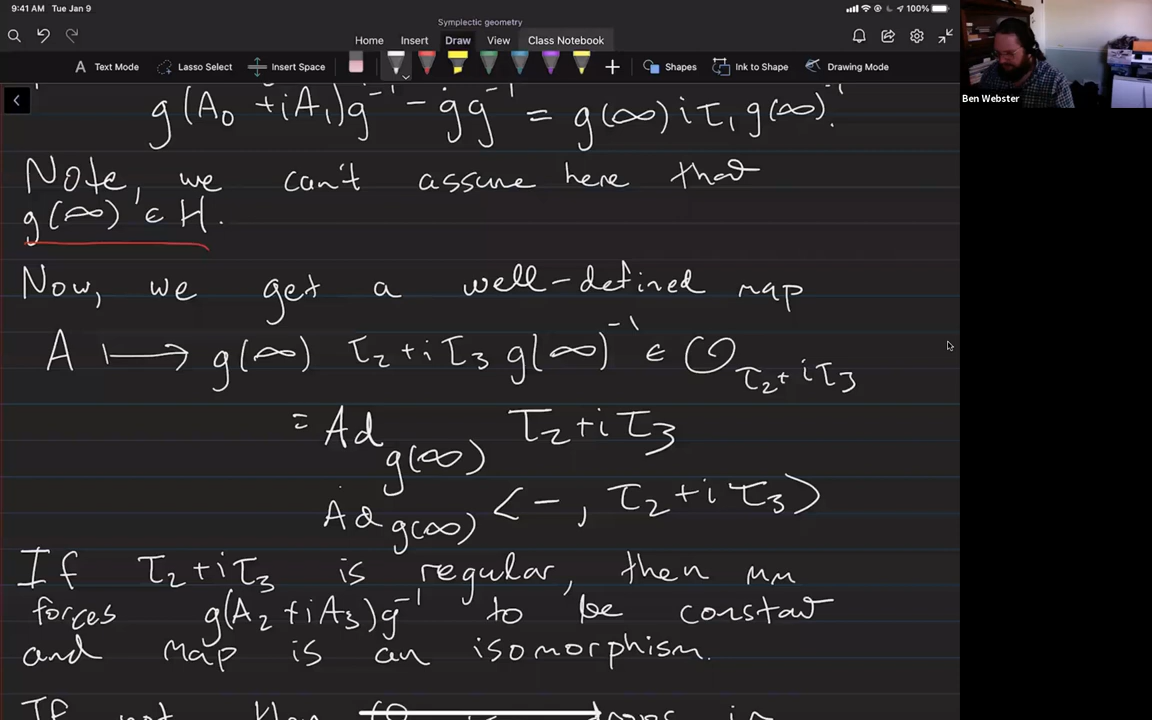 9:41 AM Tue Jan 9
100%
Symplectic geometry
Home Insert Draw View Class Notebook
Text Mode Lasso Select Insert Space Shapes Ink to Shape Drawing Mode
Ben Webster
g(A₀ + iA₁)g⁻¹ - ġg⁻¹ = g(∞) iτ₁ g(∞)⁻¹.
Note, we can't assume here that
g(∞) ∈ H.
Now, we get a well-defined map
A ⟼ g(∞) τ₂+iτ₃ g(∞)⁻¹ ∈ O_{τ₂+iτ₃}
= Ad_{g(∞)} τ₂+iτ₃
Ad_{g(∞)} <-, τ₂+iτ₃>
If τ₂+iτ₃ is regular, then mm
forces g(A₂+iA₃)g⁻¹ to be constant
and map is an isomorphism.
If not, then